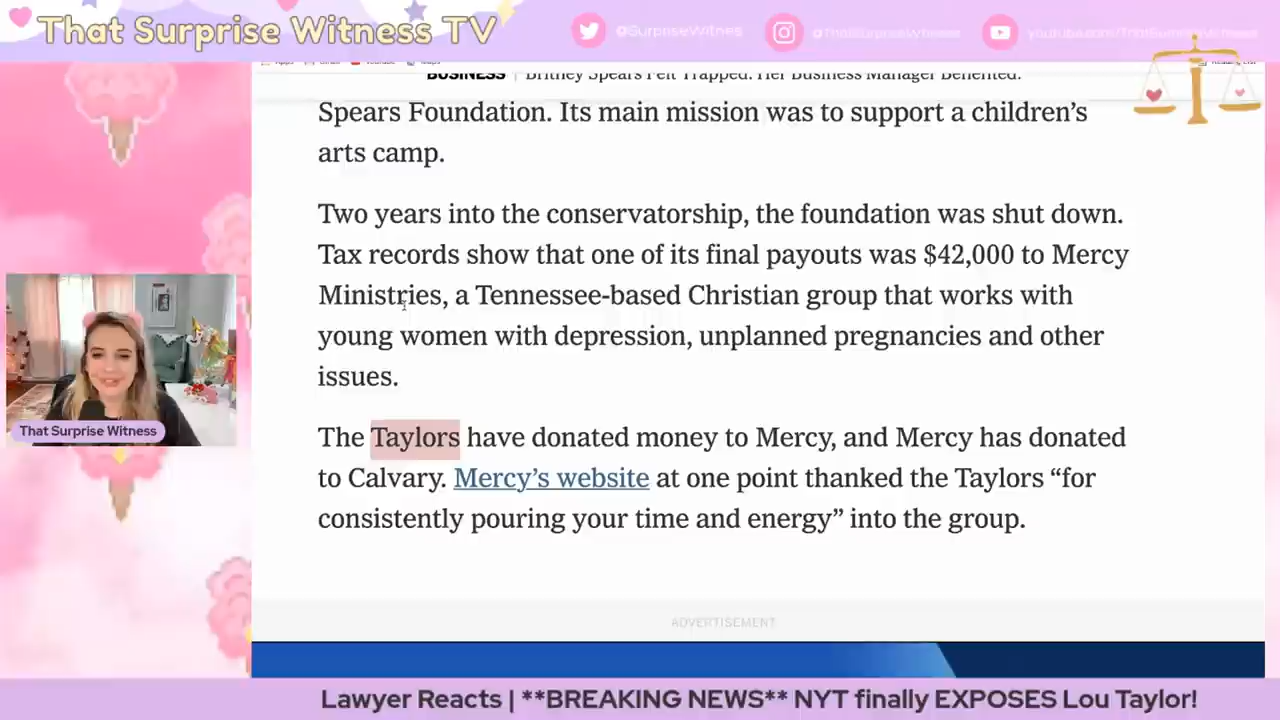 That Surprise Witness TV
@SurpriseWitnes
@ThatSurpriseWitness
youtube.com/ThatSurpriseWitness
BUSINESS | Britney Spears Felt Trapped. Her Business Manager Benefited.
Spears Foundation. Its main mission was to support a children’s
arts camp.
Two years into the conservatorship, the foundation was shut down.
Tax records show that one of its final payouts was $42,000 to Mercy
Ministries, a Tennessee-based Christian group that works with
young women with depression, unplanned pregnancies and other
issues.
The Taylors have donated money to Mercy, and Mercy has donated
to Calvary. Mercy’s website at one point thanked the Taylors “for
consistently pouring your time and energy” into the group.
ADVERTISEMENT
That Surprise Witness
Lawyer Reacts | **BREAKING NEWS** NYT finally EXPOSES Lou Taylor!